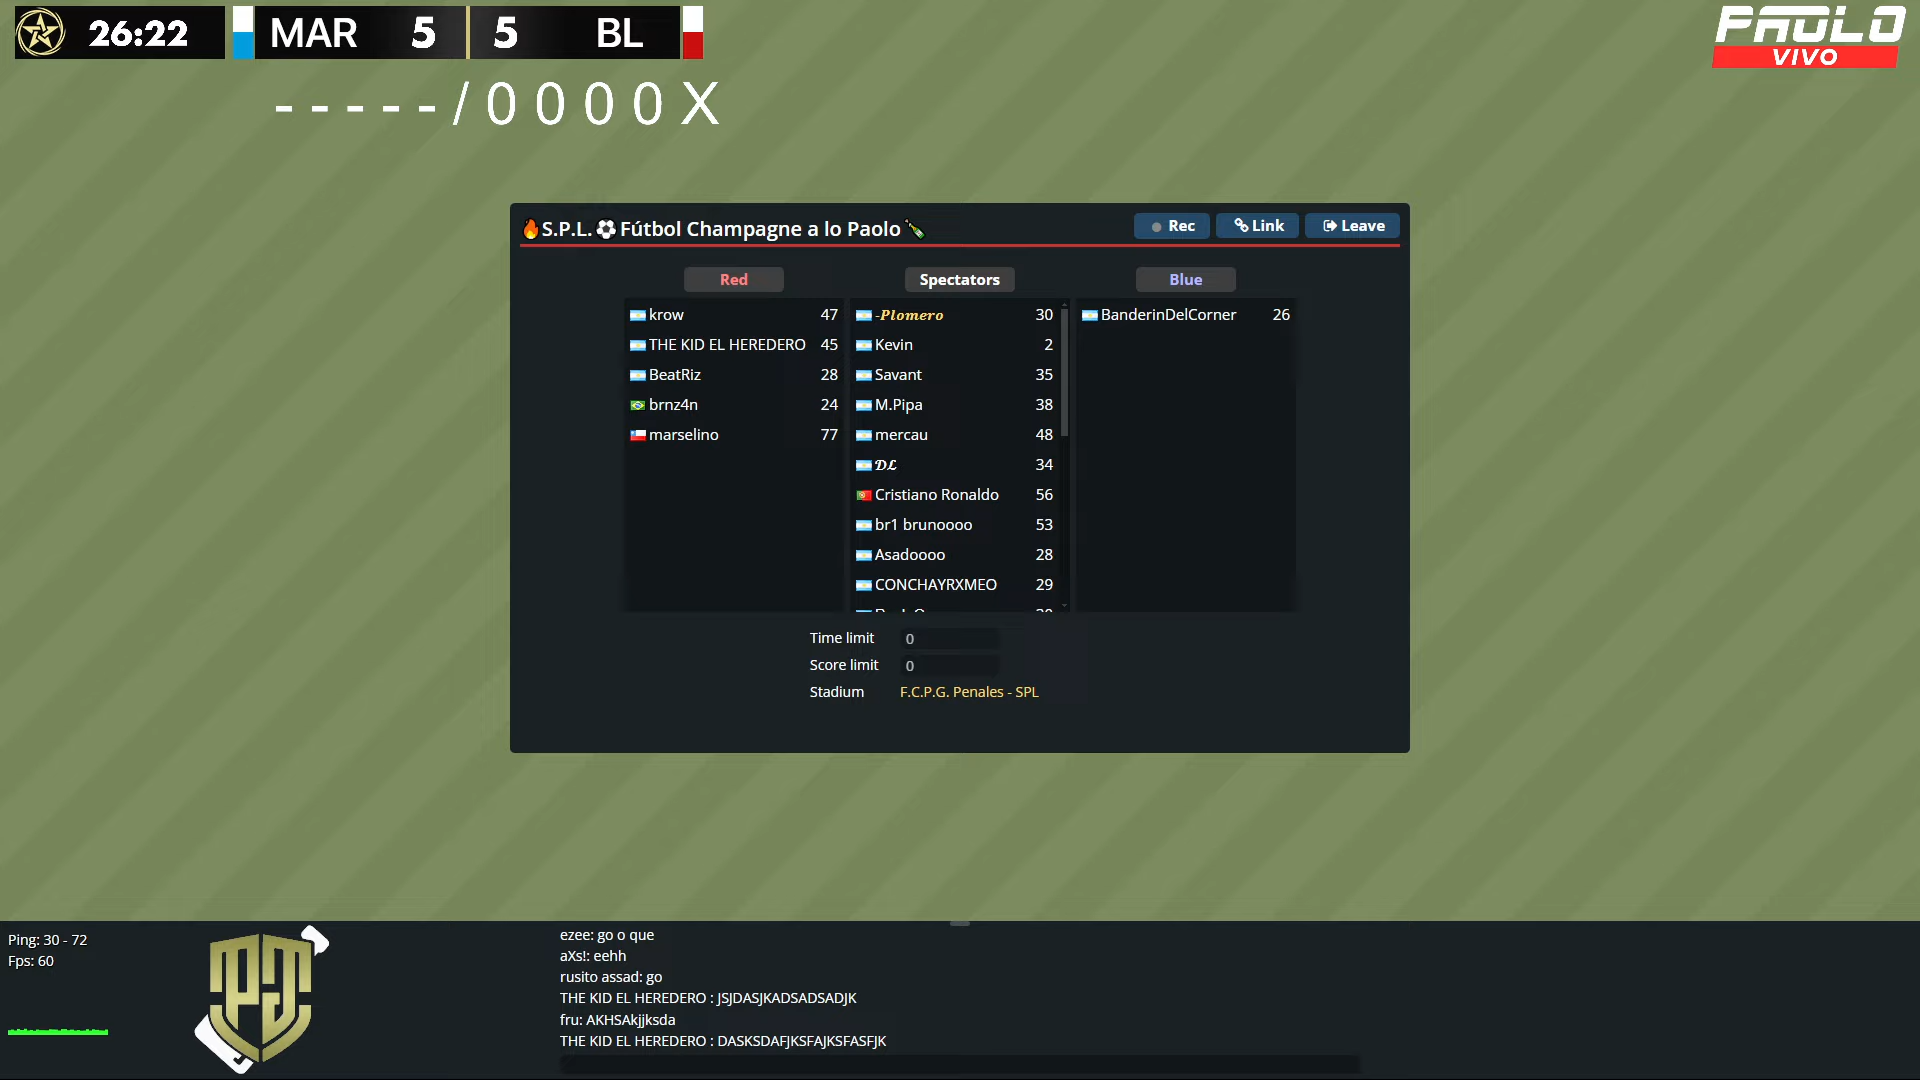 26:22 MAR 5 5 BL
PAOLO
VIVO
- - - - - / 0 0 0 0 X
🔥S.P.L.⚽Fútbol Champagne a lo Paolo🍾
Rec Link Leave
Red Spectators Blue
krow 47
THE KID EL HEREDERO 45
BeatRiz 28
brnz4n 24
marselino 77
-𝑷𝒍𝒐𝒎𝒆𝒓𝒐 30
Kevin 2
Savant 35
M.Pipa 38
mercau 48
𝓓𝓛 34
Cristiano Ronaldo 56
br1 brunoooo 53
Asadoooo 28
CONCHAYRXMEO 29
BanderinDelCorner 26
Time limit 0
Score limit 0
Stadium F.C.P.G. Penales - SPL
Ping: 30 - 72
Fps: 60
ezee: go o que
aXs!: eehh
rusito assad: go
THE KID EL HEREDERO : JSJDASJKADSADSADJK
fru: AKHSAkjjksda
THE KID EL HEREDERO : DASKSDAFJKSFAJKSFASFJK